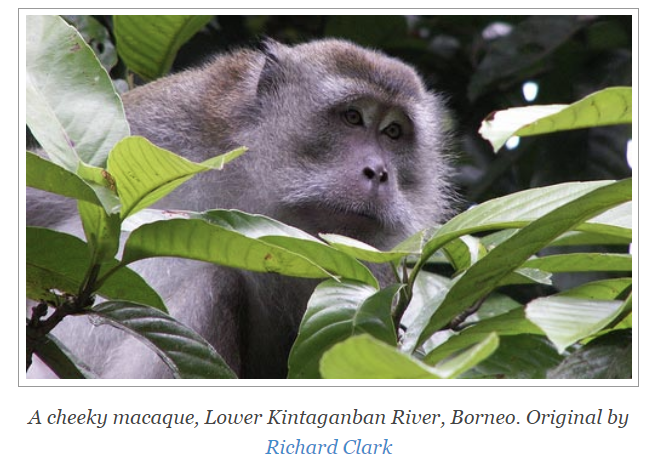 A cheeky macaque, Lower Kintaganban River, Borneo. Original by
Richard Clark